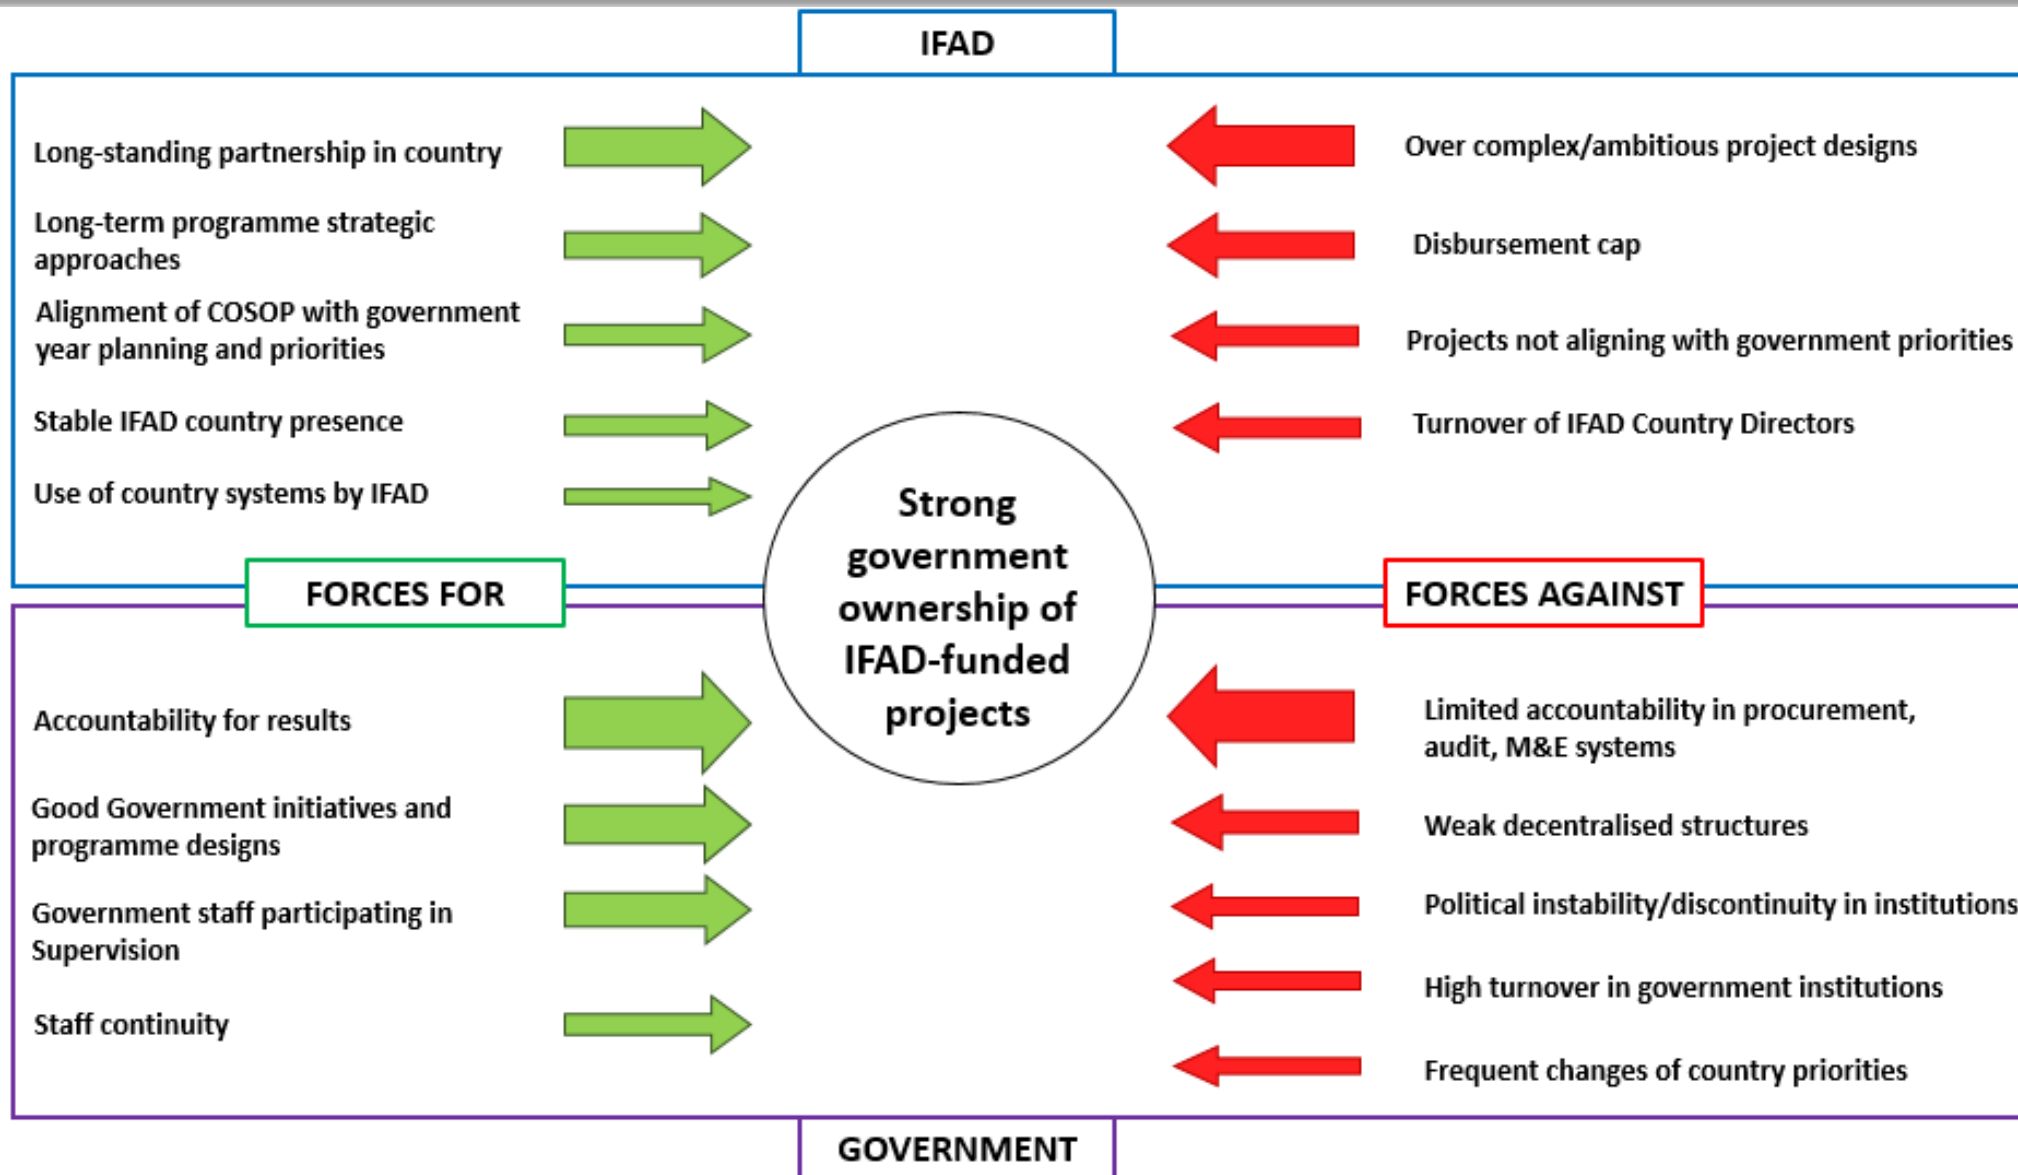 IFAD
Long-standing partnership in country
Long-term programme strategic
approaches
Alignment of COSOP with government
year planning and priorities
Stable IFAD country presence
Use of country systems by IFAD
Over complex/ambitious project designs
Disbursement cap
Projects not aligning with government priorities
Turnover of IFAD Country Directors
FORCES FOR
Strong
government
ownership of
IFAD-funded
projects
FORCES AGAINST
Accountability for results
Good Government initiatives and
programme designs
Government staff participating in
Supervision
Staff continuity
Limited accountability in procurement,
audit, M&E systems
Weak decentralised structures
Political instability/discontinuity in institutions
High turnover in government institutions
Frequent changes of country priorities
GOVERNMENT